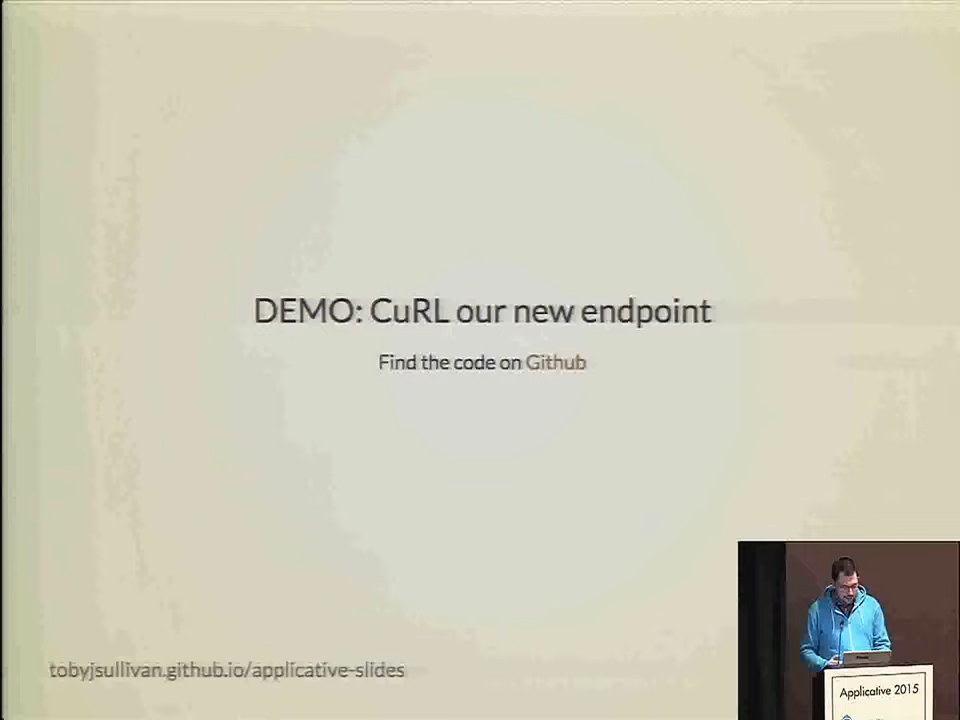 DEMO: CuRL our new endpoint
Find the code on Github
tobyjsullivan.github.io/applicative-slides
Applicative 2015